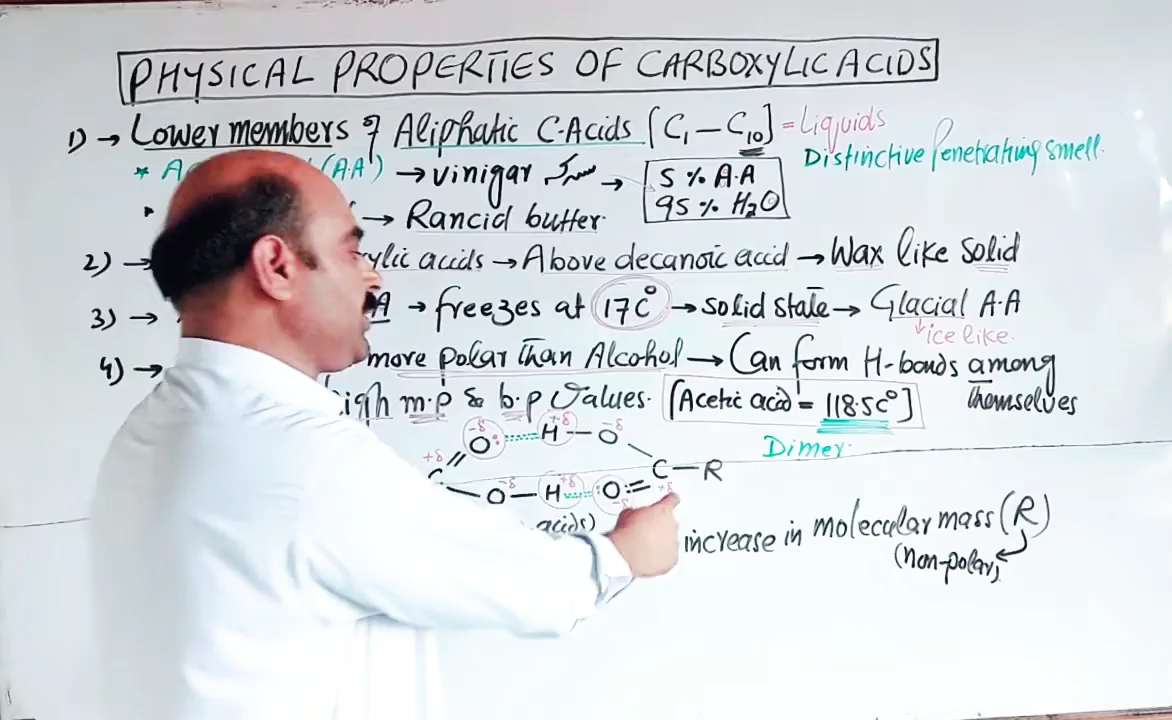 PHYSICAL PROPERTIES OF CARBOXYLIC ACIDS
1) → Lower members of Aliphatic C-Acids [C1 – C10] = Liquids
Distinctive Penetrating smell.
* A (A.A) → vinigar سرکہ → 5 % A.A
95 % H2O
→ Rancid butter.
2) → ylic acids → Above decanoic acid → Wax like solid
3) → A → freezes at 17C° → solid state → Glacial A.A
↓ ice like.
4) → more polar than Alcohol → Can form H-bonds among themselves
igh m.p & b.p Values. [Acetic acid = 118.5C°]
Dimer.
-δ +δ -δ
+δ O: H – O
C – R
O – H :O = +δ
-δ +δ -δ
acids)
increase in molecular mass (R)
(non-polar)